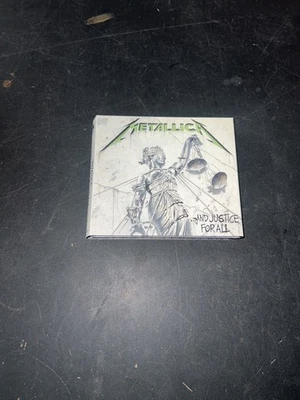 METALLICA
...AND JUSTICE
FOR ALL